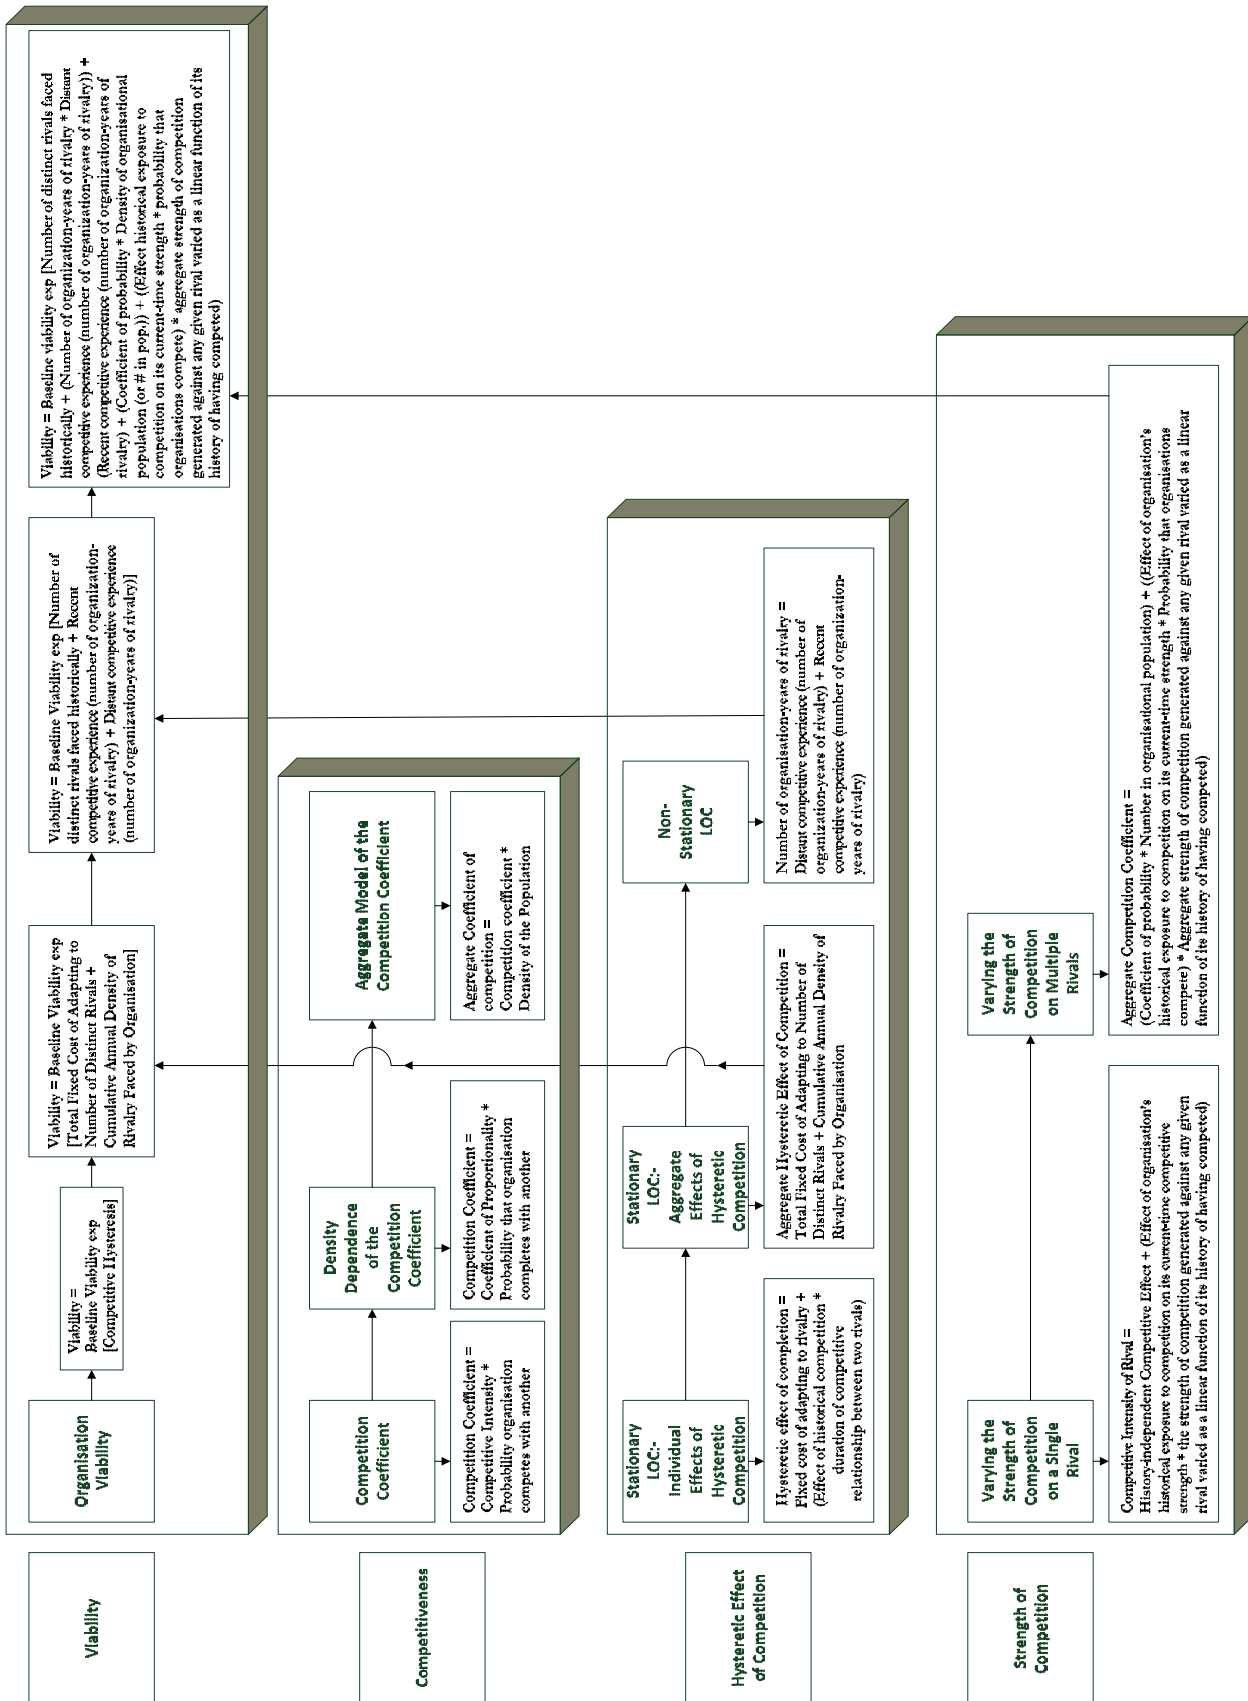 Viability
Organisation
Viability
Viability =
Baseline Viability exp
[Competitive Hysteresis]
Viability = Baseline Viability exp
[Total Fixed Cost of Adapting to
Number of Distinct Rivals +
Cumulative Annual Density of
Rivalry Faced by Organisation]
Viability = Baseline Viability exp [Number of
distinct rivals faced historically + Recent
competitive experience (number of organization-
years of rivalry) + Distant competitive experience
(number of organization-years of rivalry)]
Viability = Baseline viability exp [Number of distinct rivals faced
historically + (Number of organization-years of rivalry * Distant
competitive experience (number of organization-years of rivalry)) +
(Recent competitive experience (number of organization-years of
rivalry) + (Coefficient of probability * Density of organisational
population (or # in pop.)) + ((Effect historical exposure to
competition on its current-time strength * probability that
organisations compete) * aggregate strength of competition
generated against any given rival varied as a linear function of its
history of having competed)
Competitiveness
Competition
Coefficient
Competition Coefficient =
Competitive Intensity *
Probability organisation
competes with another
Density
Dependence
of the
Competition
Coefficient
Competition Coefficient =
Coefficient of Proportionality *
Probability that organisation
completes with another
Aggregate Model of the
Competition Coefficient
Aggregate Coefficient of
competition =
Competition coefficient *
Density of the Population
Hysteretic Effect
of Competition
Stationary
LOC:-
Individual
Effects of
Hysteretic
Competition
Hysteretic effect of completion =
Fixed cost of adapting to rivalry +
(Effect of historical competition *
duration of competitive
relationship between two rivals)
Stationary
LOC:-
Aggregate
Effects of
Hysteretic
Competition
Aggregate Hysteretic Effect of Competition =
Total Fixed Cost of Adapting to Number of
Distinct Rivals + Cumulative Annual Density of
Rivalry Faced by Organisation
Non-
Stationary
LOC
Number of organisation-years of rivalry =
Distant competitive experience (number of
organization-years of rivalry) + Recent
competitive experience (number of organization-
years of rivalry)
Strength of
Competition
Varying the
Strength of
Competition
on a Single
Rival
Competitive Intensity of Rival =
History-independent Competitive Effect + (Effect of organisation's
historical exposure to competition on its current-time competitive
strength * the strength of competition generated against any given
rival varied as a linear function of its history of having competed)
Varying the
Strength of
Competition
on Multiple
Rivals
Aggregate Competition Coefficient =
(Coefficient of probability * Number in organisational population) + ((Effect of organisation's
historical exposure to competition on its current-time strength * Probability that organisations
compete) * Aggregate strength of competition generated against any given rival varied as a linear
function of its history of having competed)